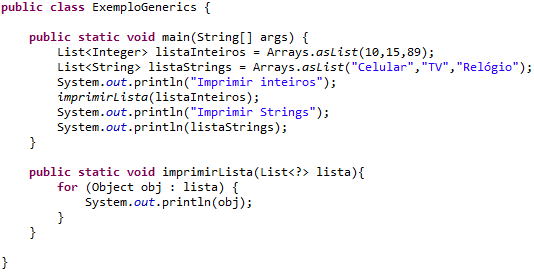 public class ExemploGenerics {
public static void main(String[] args) {
List<Integer> listaInteiros = Arrays.asList(10,15,89);
List<String> listaStrings = Arrays.asList("Celular","TV","Relógio");
System.out.println("Imprimir inteiros");
imprimirLista(listaInteiros);
System.out.println("Imprimir Strings");
System.out.println(listaStrings);
}
public static void imprimirLista(List<?> lista){
for (Object obj : lista) {
System.out.println(obj);
}
}
}